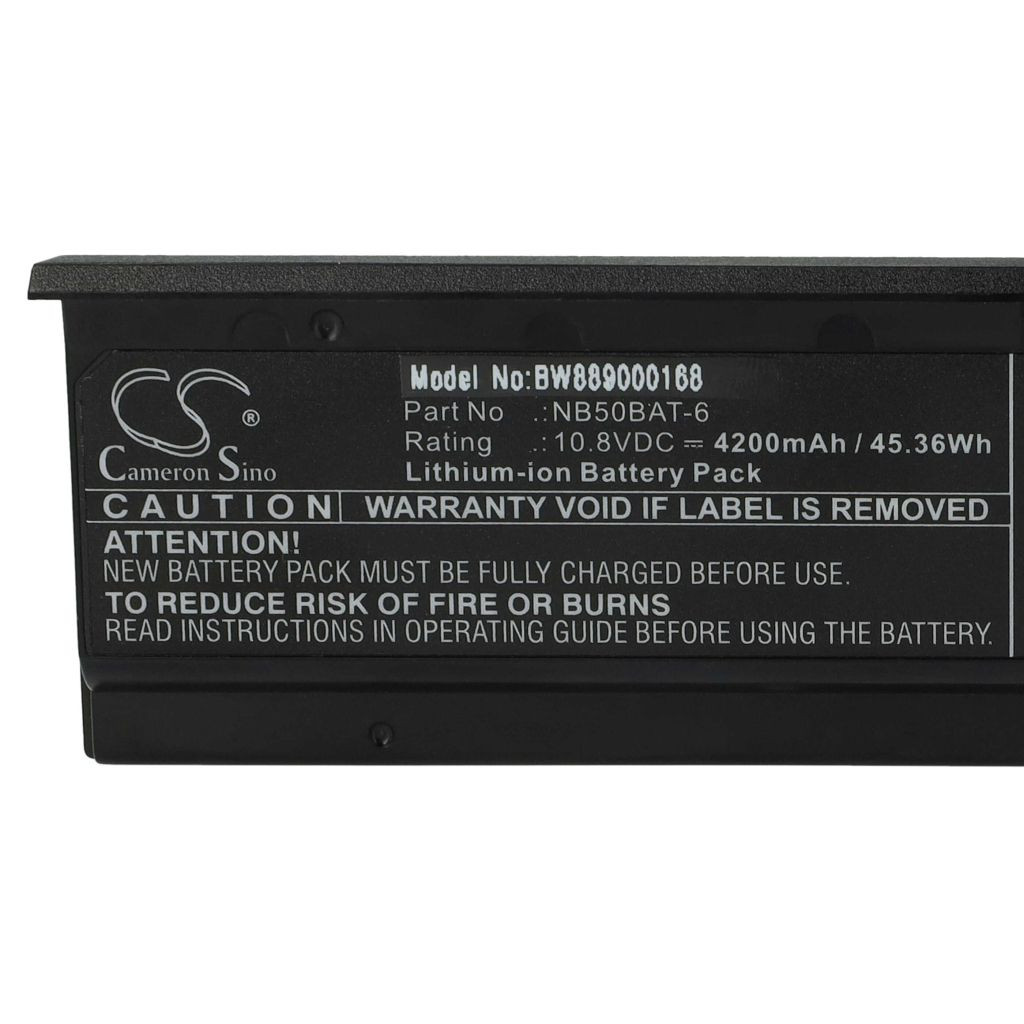 CS ®
Cameron Sino
Model No:BW889000168
Part No .: NB50BAT-6
Rating .: 10.8VDC ⎓ 4200mAh / 45.36Wh
Lithium-ion Battery Pack
CAUTION WARRANTY VOID IF LABEL IS REMOVED
ATTENTION!
NEW BATTERY PACK MUST BE FULLY CHARGED BEFORE USE.
TO REDUCE RISK OF FIRE OR BURNS
READ INSTRUCTIONS IN OPERATING GUIDE BEFORE USING THE BATTERY.